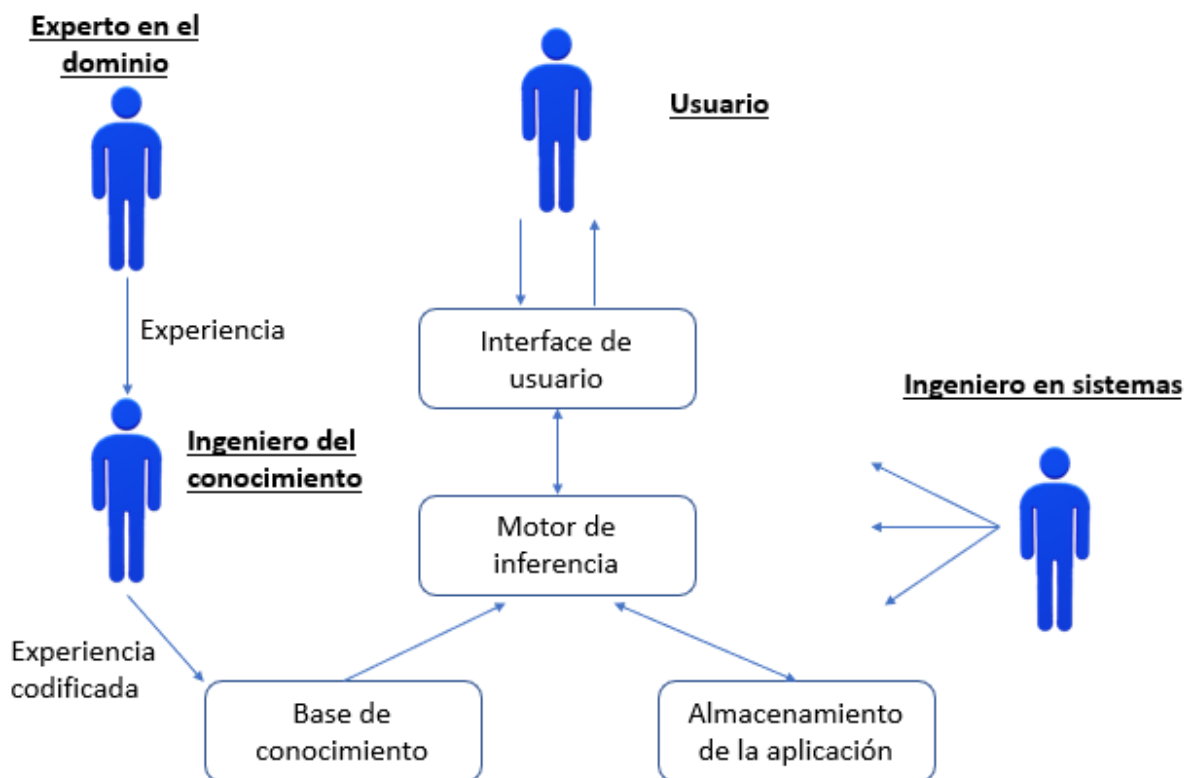 Experto en el
dominio
Usuario
Experiencia
Interface de
usuario
Ingeniero en sistemas
Ingeniero del
conocimiento
Motor de
inferencia
Experiencia
codificada
Base de
conocimiento
Almacenamiento
de la aplicación